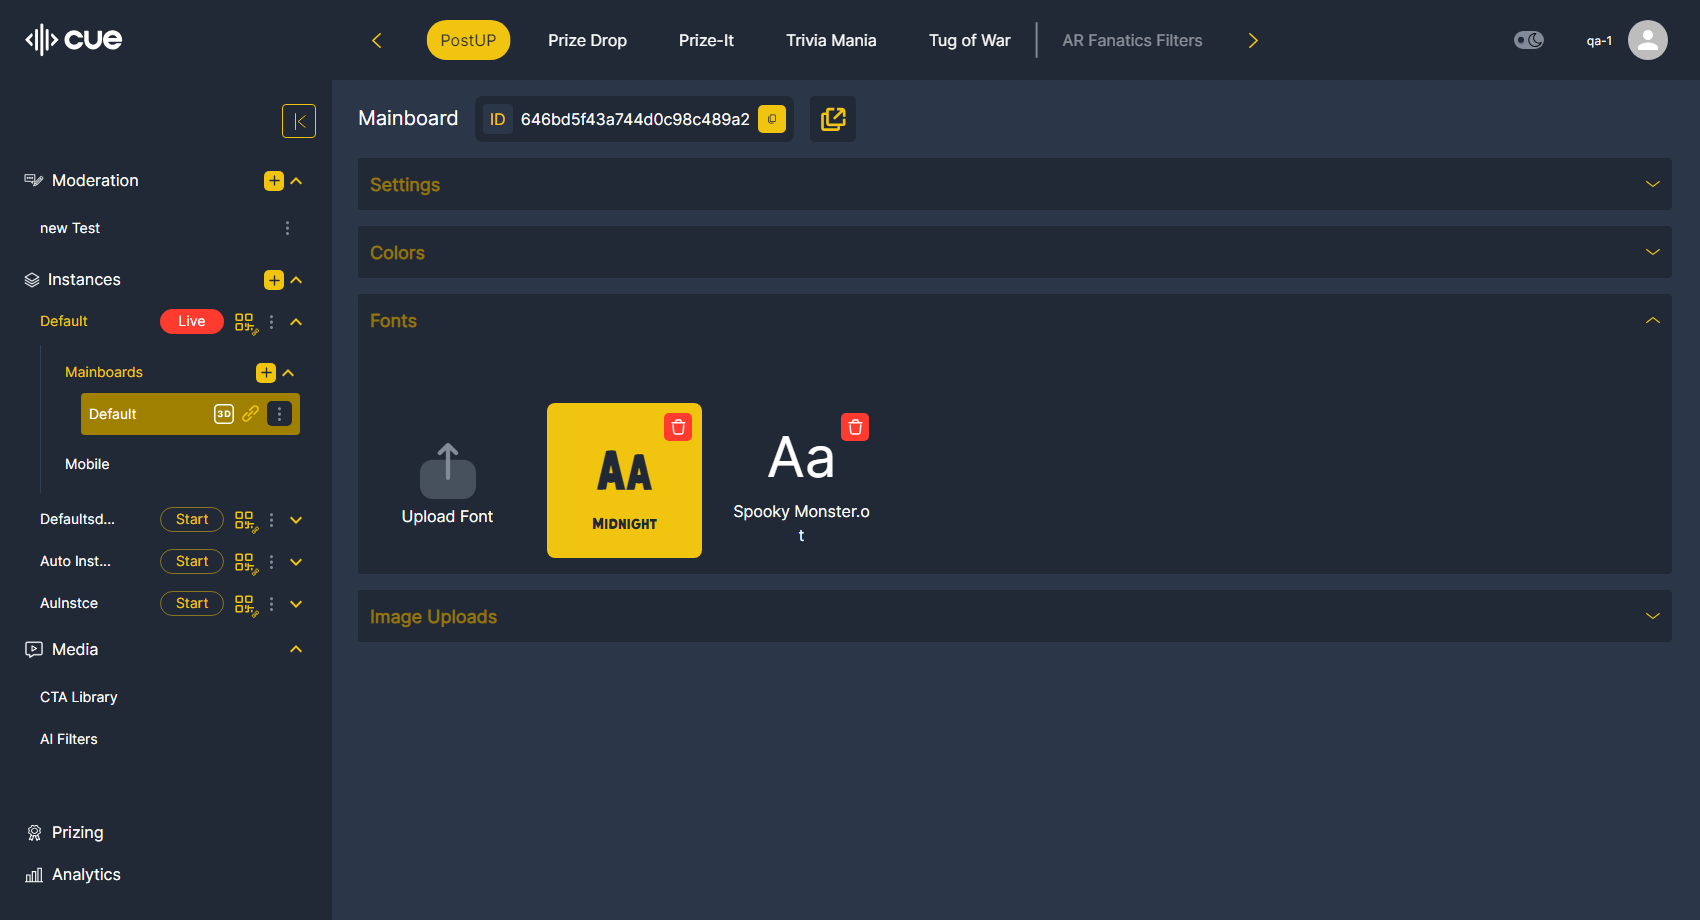 cue
PostUP
Prize Drop
Prize-It
Trivia Mania
Tug of War
AR Fanatics Filters
qa-1
Moderation
new Test
Instances
Default
Live
Mainboards
Default
3D
Mobile
Defaultsd...
Start
Auto Inst...
Start
AuInstce
Start
Media
CTA Library
AI Filters
Prizing
Analytics
Mainboard
ID
646bd5f43a744d0c98c489a2
Settings
Colors
Fonts
Upload Font
AA
MIDNIGHT
Aa
Spooky Monster.o
t
Image Uploads